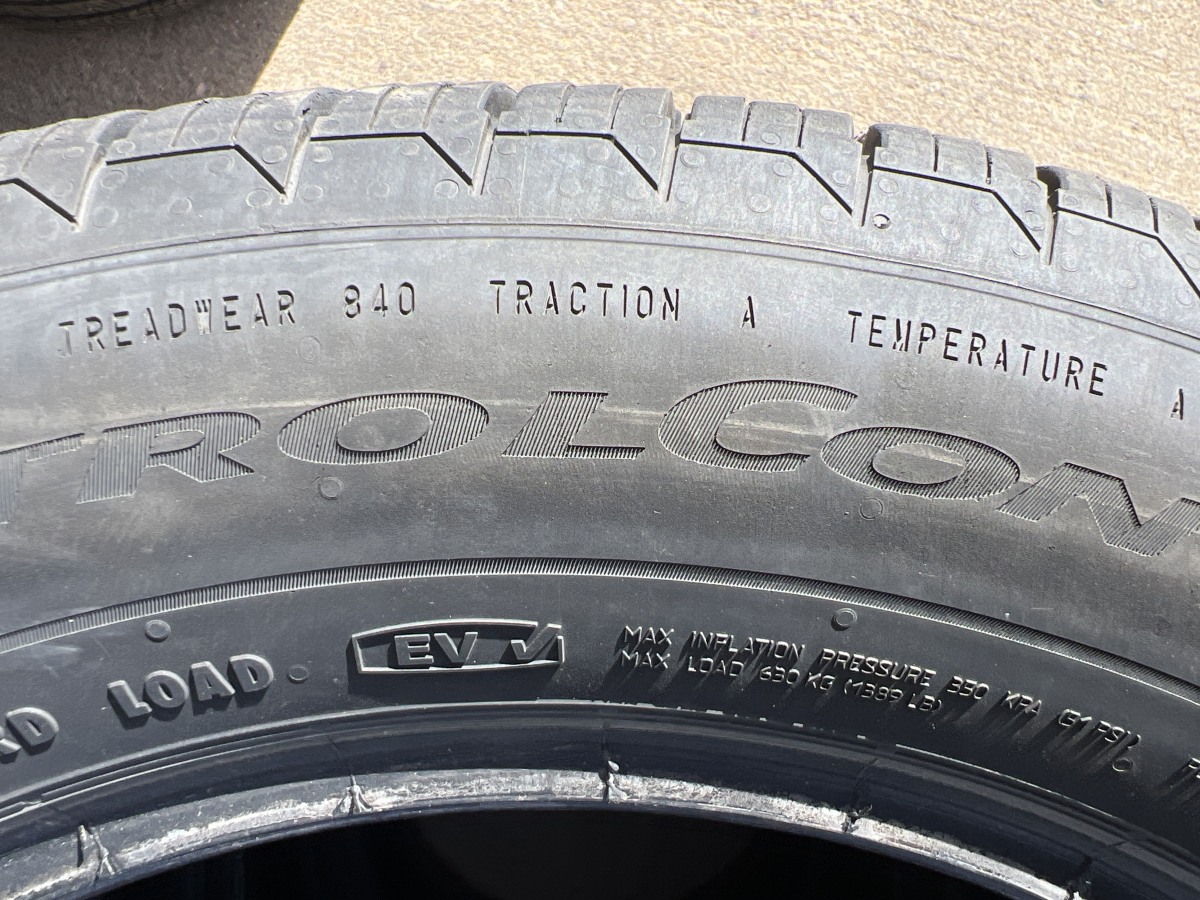 TREADWEAR 840 TRACTION A TEMPERATURE A
TROLCON
RD LOAD
EV
MAX INFLATION PRESSURE 350 KPA (51 PSI)
MAX LOAD 630 KG (1389 LB)